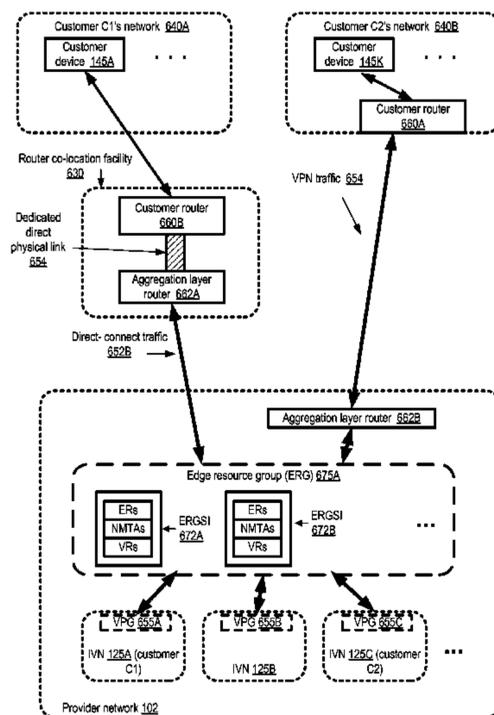 Customer C1's network 640A
Customer
device 145A
. . .
Customer C2's network 640B
Customer
device 145K
. . .
Customer router
660A
Router co-location facility
630
VPN traffic 654
Customer router
660B
Dedicated
direct
physical link
654
Aggregation layer
router 662A
Direct- connect traffic
652B
Aggregation layer router 662B
Edge resource group (ERG) 675A
ERs
NMTAs
VRs
ERGSI
672A
ERs
NMTAs
VRs
ERGSI
672B
...
VPG 655A
IVN 125A (customer
C1)
VPG 655B
IVN 125B
VPG 655C
IVN 125C (customer
C2)
...
Provider network 102